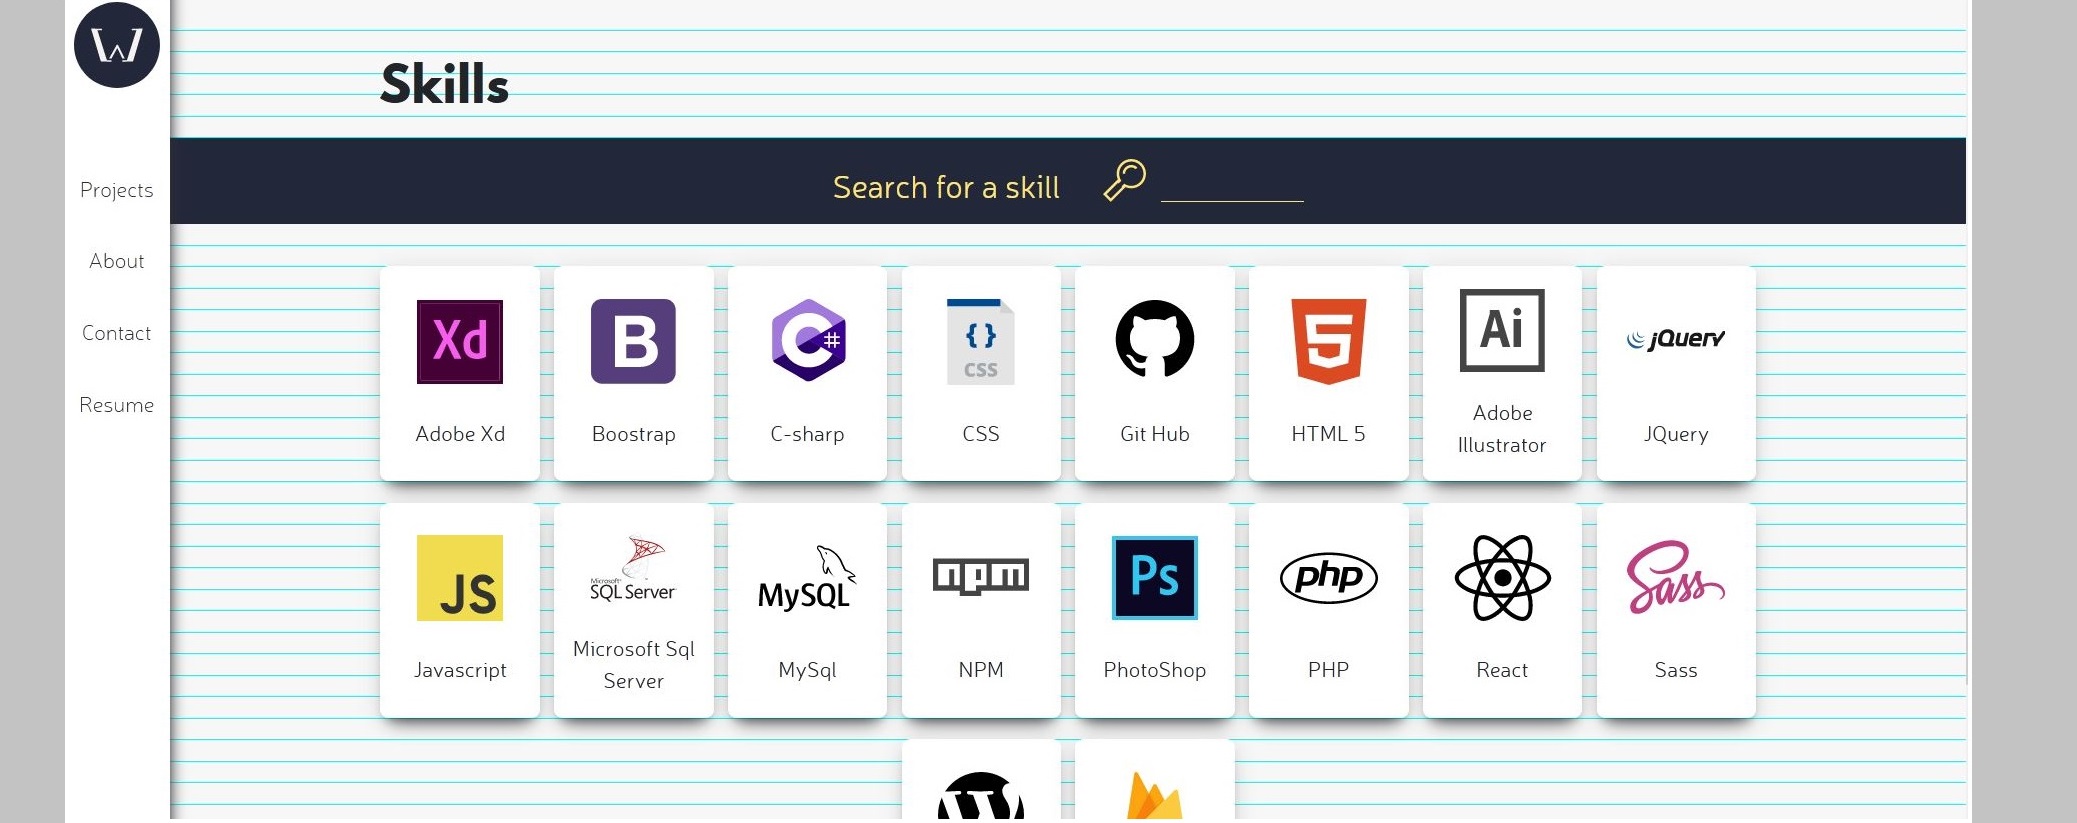 W
Skills
Projects
About
Contact
Resume
Search for a skill
Xd
Adobe Xd
B
Boostrap
C#
C-sharp
{ }
CSS
CSS
Git Hub
5
HTML 5
Ai
Adobe
Illustrator
jQuery
JQuery
JS
Javascript
Microsoft
SQL Server
Microsoft Sql
Server
MySQL
MySql
npm
NPM
Ps
PhotoShop
php
PHP
React
Sass
Sass
W